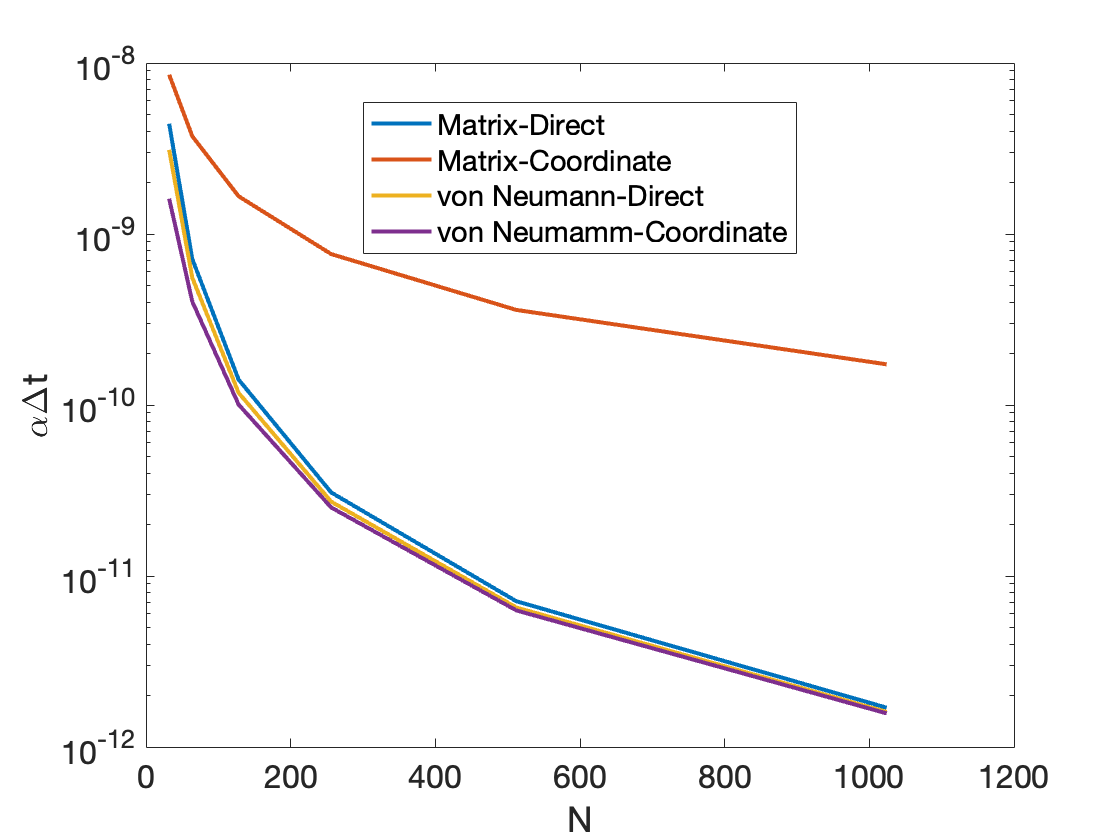 10^-8
10^-9
10^-10
10^-11
10^-12
αΔt
Matrix-Direct
Matrix-Coordinate
von Neumann-Direct
von Neumamm-Coordinate
0 200 400 600 800 1000 1200
N